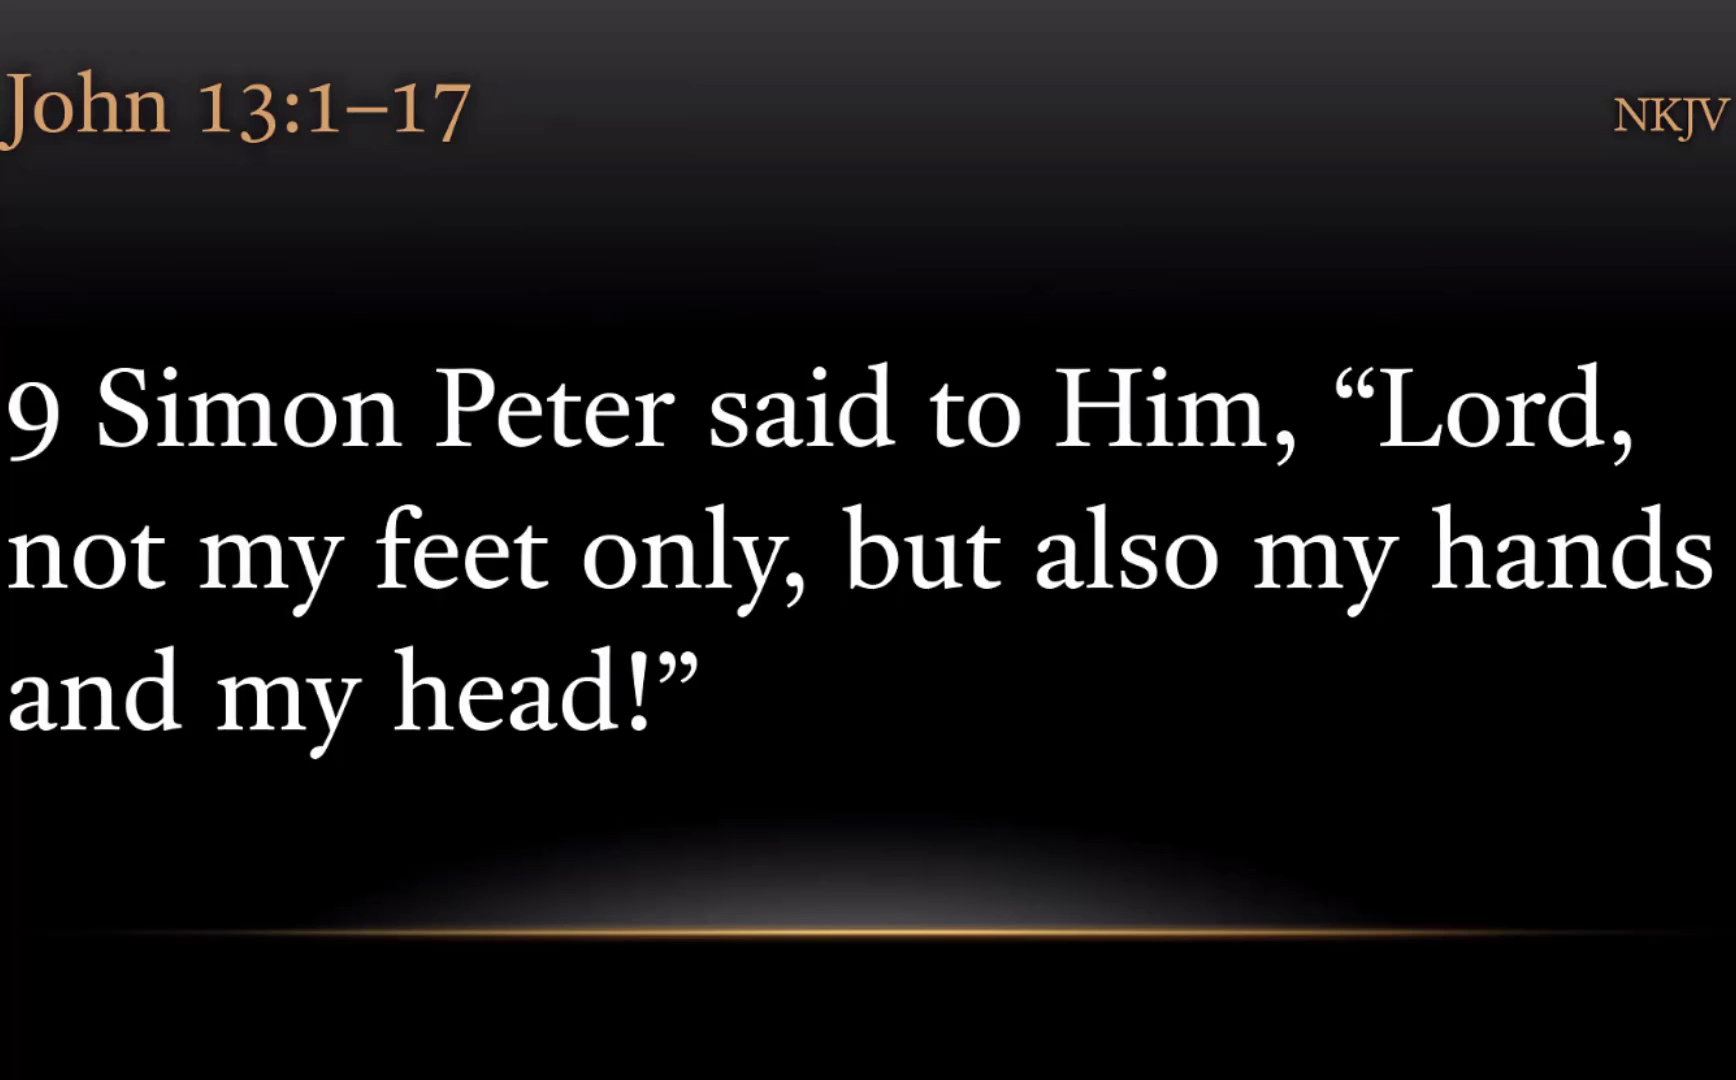 John 13:1–17
NKJV
9 Simon Peter said to Him, “Lord,
not my feet only, but also my hands
and my head!”